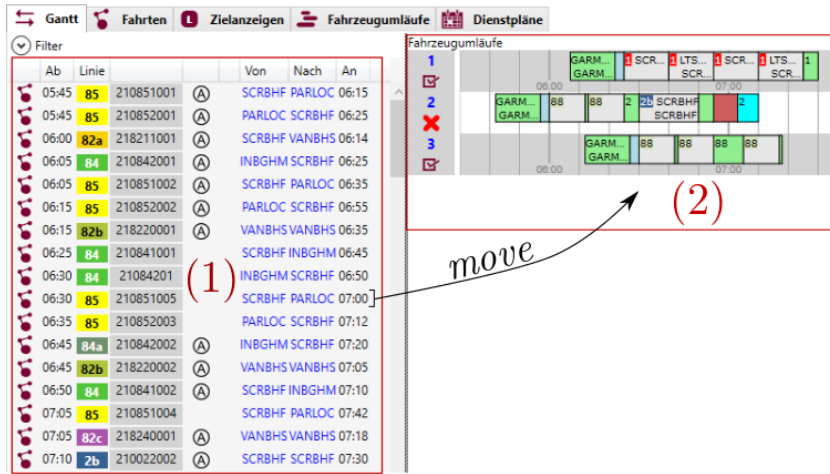 Gantt Fahrten L Zielanzeigen Fahrzeugumläufe Dienstpläne
Filter
Ab Linie Von Nach An
05:45 85 210851001 A SCRBHF PARLOC 06:15
05:45 85 210852001 A PARLOC SCRBHF 06:25
06:00 82a 218211001 A SCRBHF VANBHS 06:14
06:05 84 210842001 A INBGHM SCRBHF 06:25
06:05 85 210851002 A SCRBHF PARLOC 06:35
06:15 85 210852002 A PARLOC SCRBHF 06:55
06:15 82b 218220001 A VANBHS VANBHS 06:35
06:25 84 210841001 SCRBHF INBGHM 06:45
06:30 84 21084201 INBGHM SCRBHF 06:50
06:30 85 210851005 SCRBHF PARLOC 07:00
06:35 85 210852003 PARLOC SCRBHF 07:12
06:45 84a 210842002 A INBGHM SCRBHF 07:20
06:45 82b 218220002 A VANBHS VANBHS 07:05
06:50 84 210841002 A SCRBHF INBGHM 07:10
07:05 85 210851004 SCRBHF PARLOC 07:42
07:05 82c 218240001 A VANBHS VANBHS 07:18
07:10 2b 210022002 A SCRBHF SCRBHF 07:30
(1)
move
Fahrzeugumläufe
1 GARM... 1 SCR... 1 LTS... 1 SCR... 1 LTS... 1
GARM... SCR... SCR...
06:00 07:00
2 GARM... 88 88 2 2b SCRBHF 2
GARM... SCRBHF
3 GARM... 88 88 88 88
GARM...
06:00 07:00
(2)